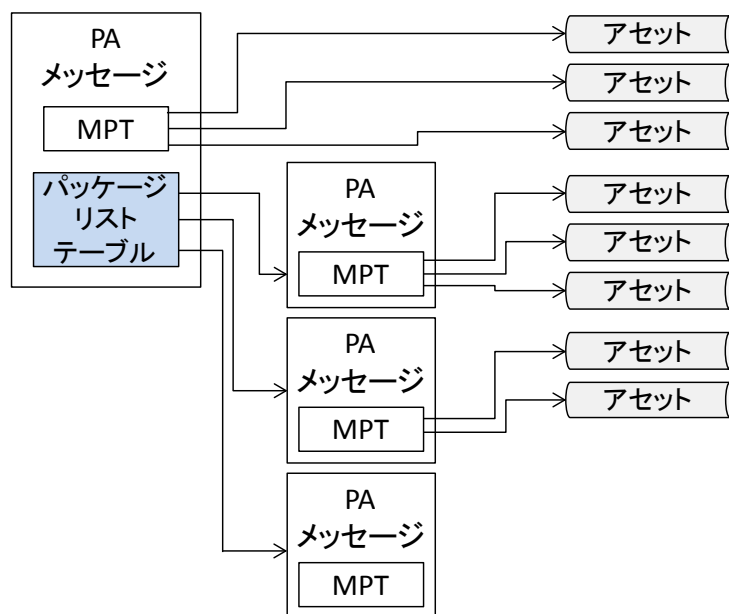 PA
メッセージ
MPT
パッケージ
リスト
テーブル
アセット
アセット
アセット
PA
メッセージ
MPT
アセット
アセット
アセット
PA
メッセージ
MPT
アセット
アセット
PA
メッセージ
MPT